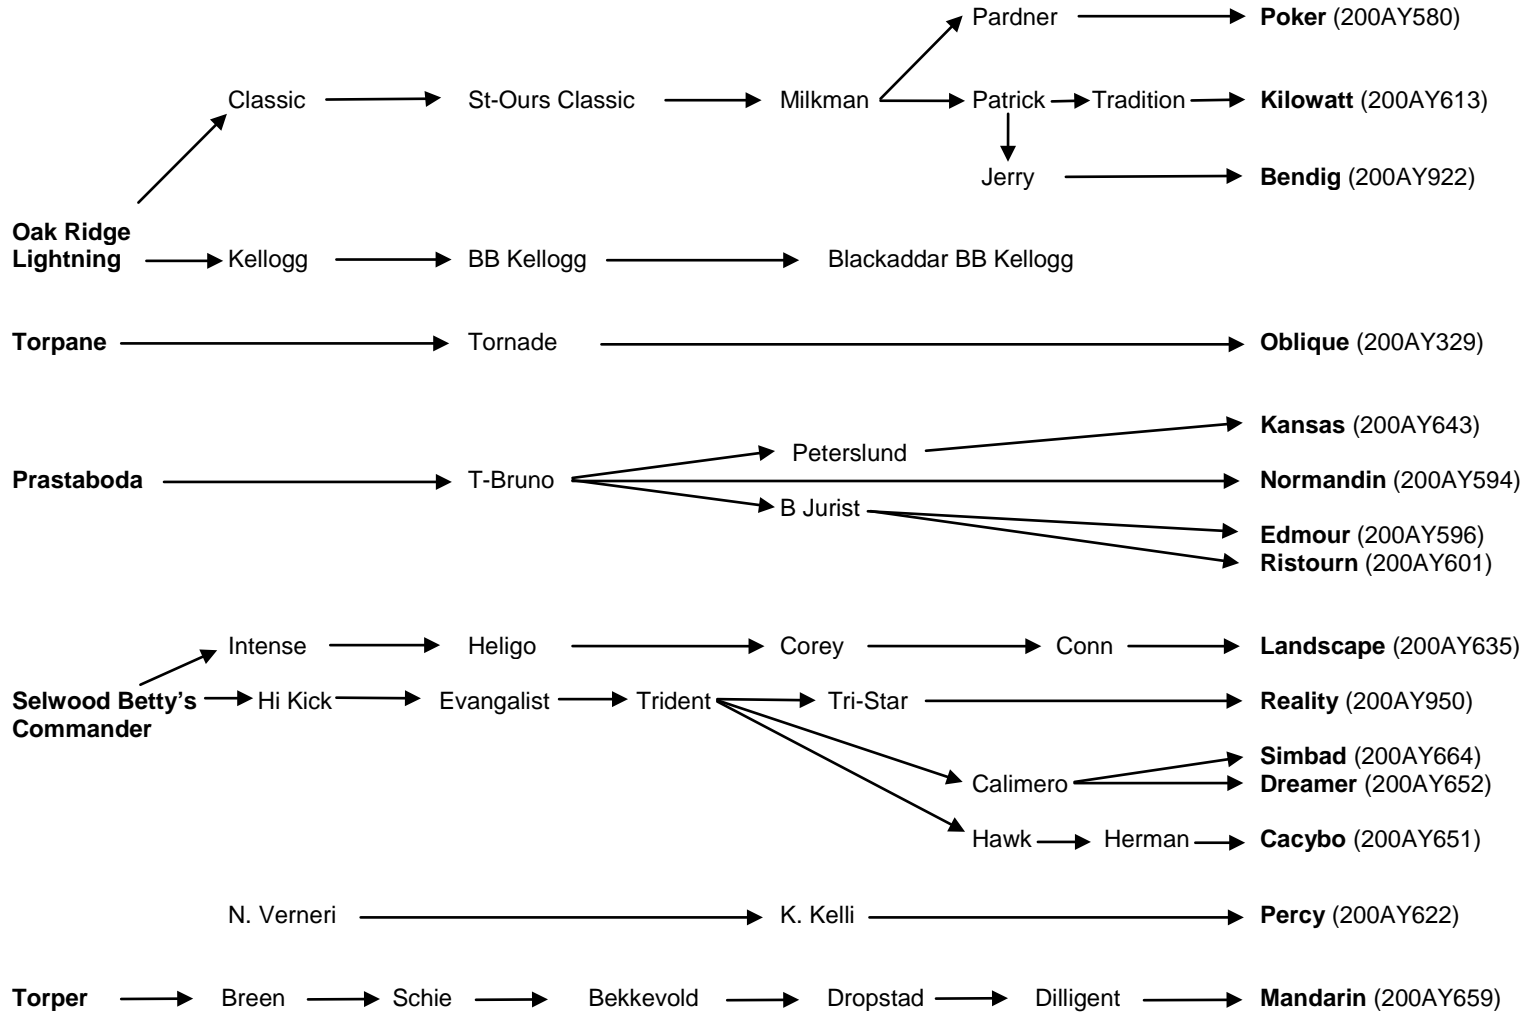 Pardner Poker (200AY580)
Classic St-Ours Classic Milkman Patrick Tradition Kilowatt (200AY613)
Jerry Bendig (200AY922)
Oak Ridge
Lightning Kellogg BB Kellogg Blackaddar BB Kellogg
Torpane Tornade Oblique (200AY329)
Kansas (200AY643)
Peterslund
Prastaboda T-Bruno Normandin (200AY594)
B Jurist
Edmour (200AY596)
Ristourn (200AY601)
Intense Heligo Corey Conn Landscape (200AY635)
Selwood Betty's Hi Kick Evangalist Trident Tri-Star Reality (200AY950)
Commander
Simbad (200AY664)
Calimero Dreamer (200AY652)
Hawk Herman Cacybo (200AY651)
N. Verneri K. Kelli Percy (200AY622)
Torper Breen Schie Bekkevold Dropstad Dilligent Mandarin (200AY659)